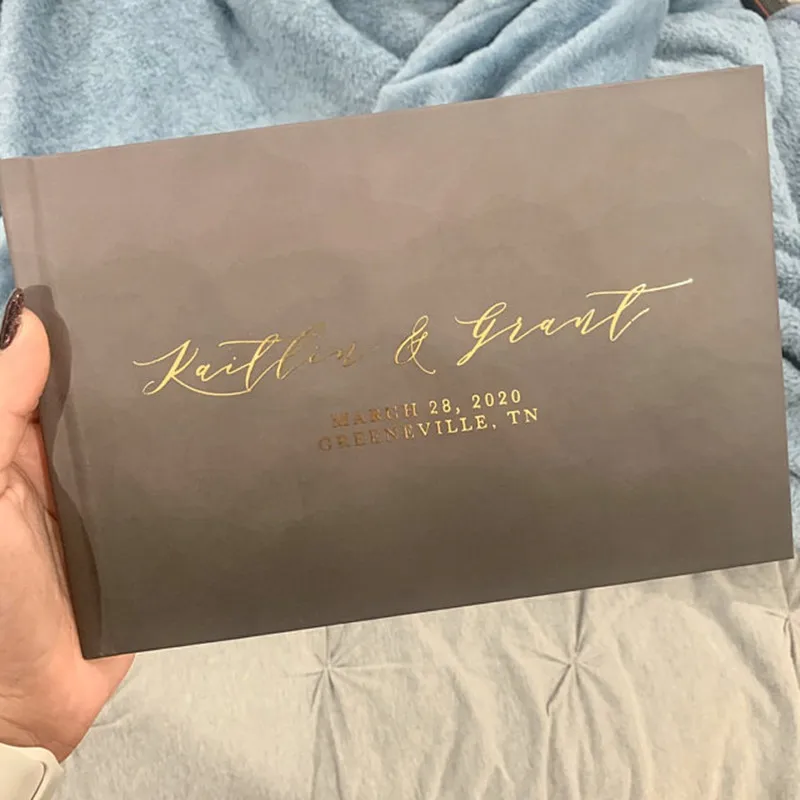 Kaitlin & Grant
MARCH 28, 2020
GREENEVILLE, TN